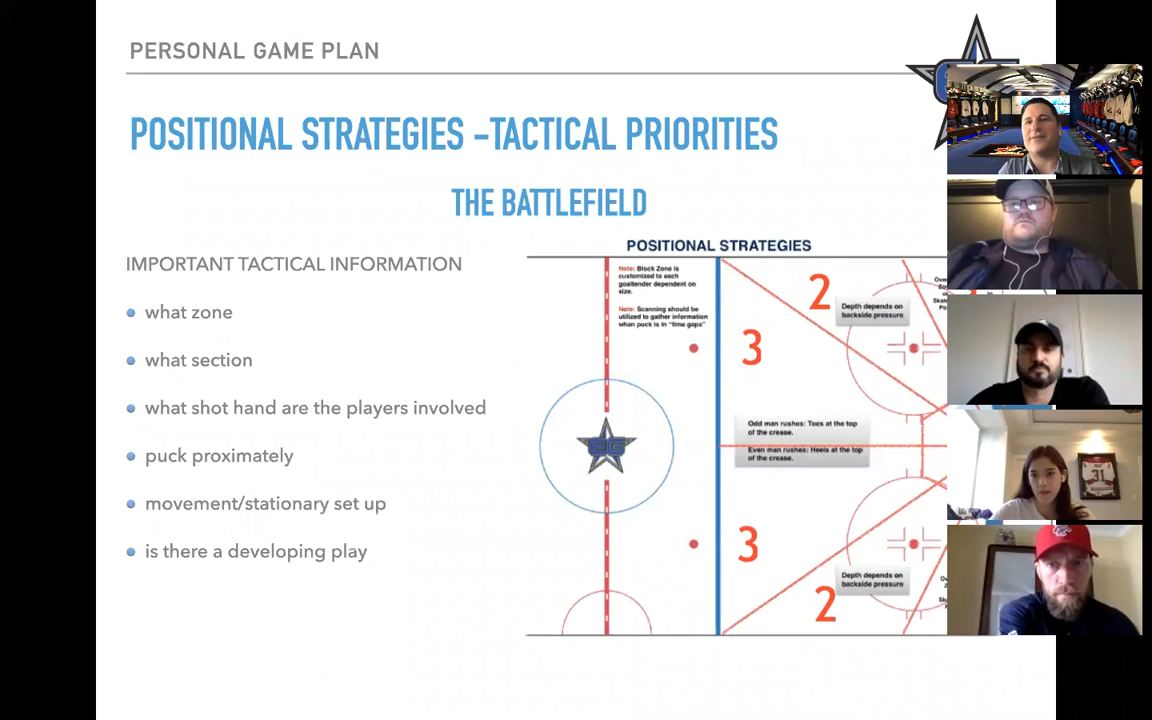 PERSONAL GAME PLAN
POSITIONAL STRATEGIES -TACTICAL PRIORITIES
THE BATTLEFIELD
IMPORTANT TACTICAL INFORMATION
what zone
what section
what shot hand are the players involved
puck proximately
movement/stationary set up
is there a developing play
POSITIONAL STRATEGIES
Note: Block Zone is
customized to each
goaltender dependent on
size.
Note: Scanning should be
utilized to gather information
when puck is in "time gaps"
2
Depth depends on
backside pressure
3
Odd man rushes: Toes at the top
of the crease.
Even man rushes: Heels at the top
of the crease.
EG
3
Depth depends on
backside pressure
2
31